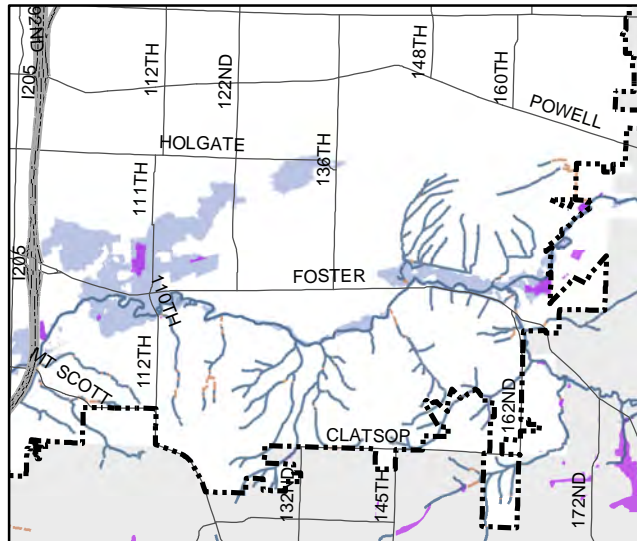 92ND
I205
112TH
122ND
148TH
160TH
POWELL
HOLGATE
136TH
111TH
I205
FOSTER
110TH
112TH
MT SCOTT
162ND
CLATSOP
132ND
145TH
172ND